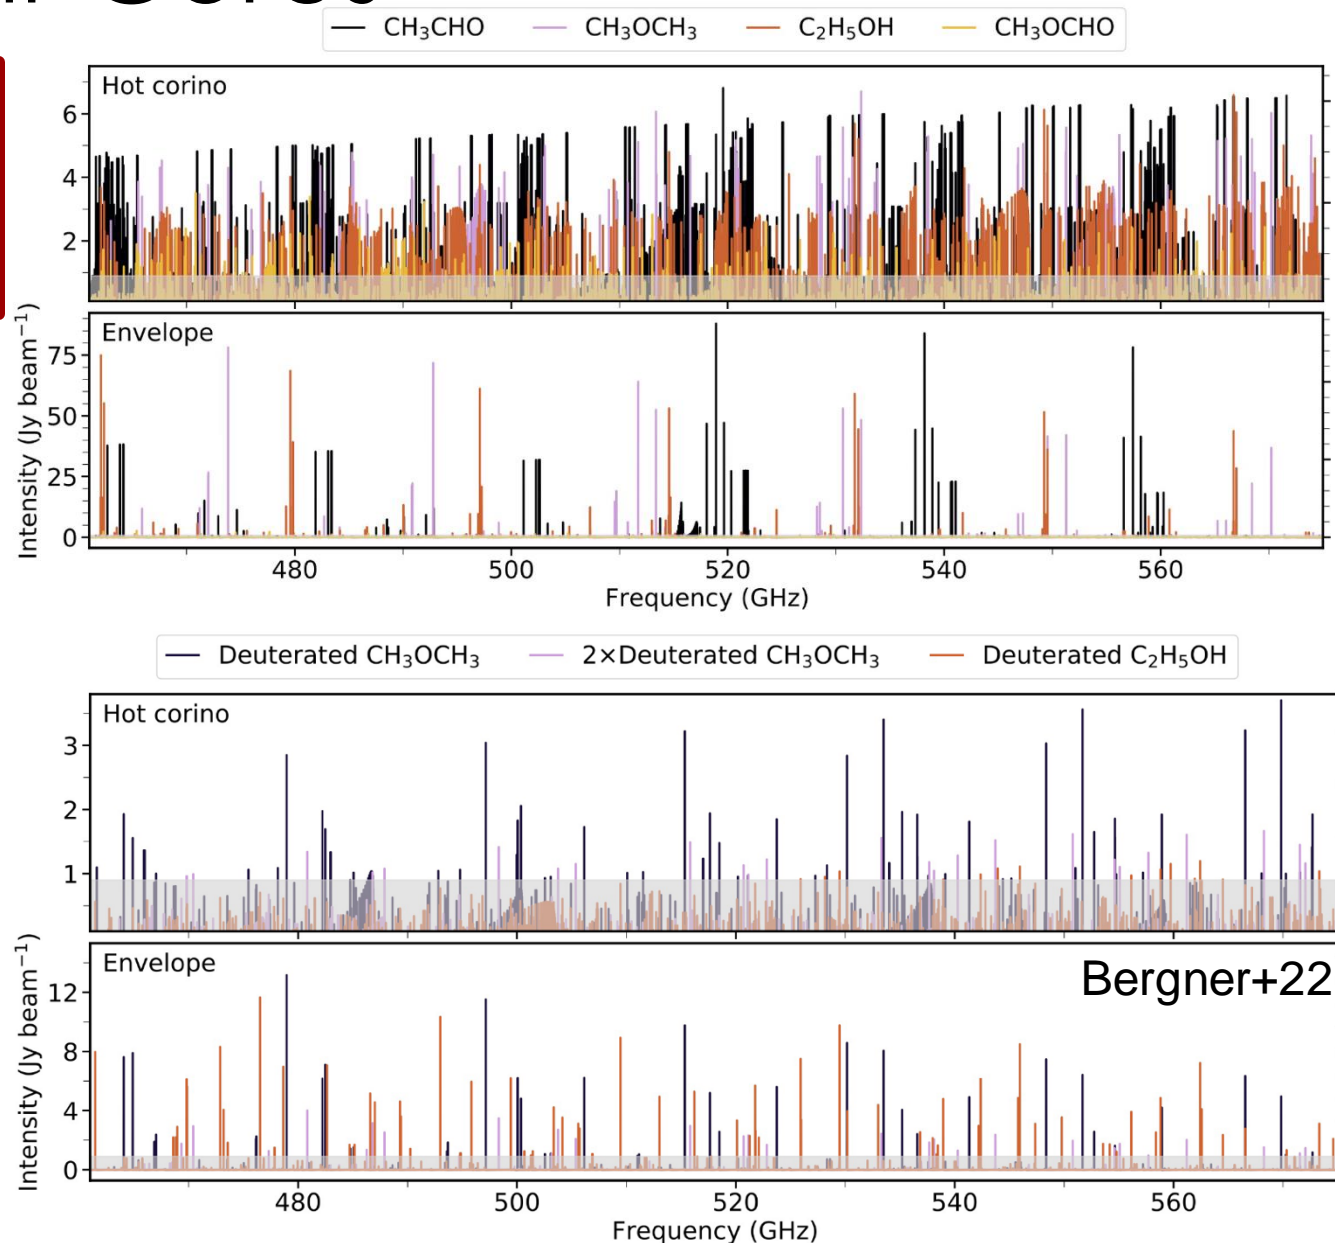 CH₃CHO CH₃OCH₃ C₂H₅OH CH₃OCHO
Hot corino
6
4
2
Envelope
75
50
25
0
Intensity (Jy beam⁻¹)
480 500 520 540 560
Frequency (GHz)
Deuterated CH₃OCH₃ 2×Deuterated CH₃OCH₃ Deuterated C₂H₅OH
Hot corino
3
2
1
Envelope
Bergner+22
12
8
4
0
Intensity (Jy beam⁻¹)
480 500 520 540 560
Frequency (GHz)